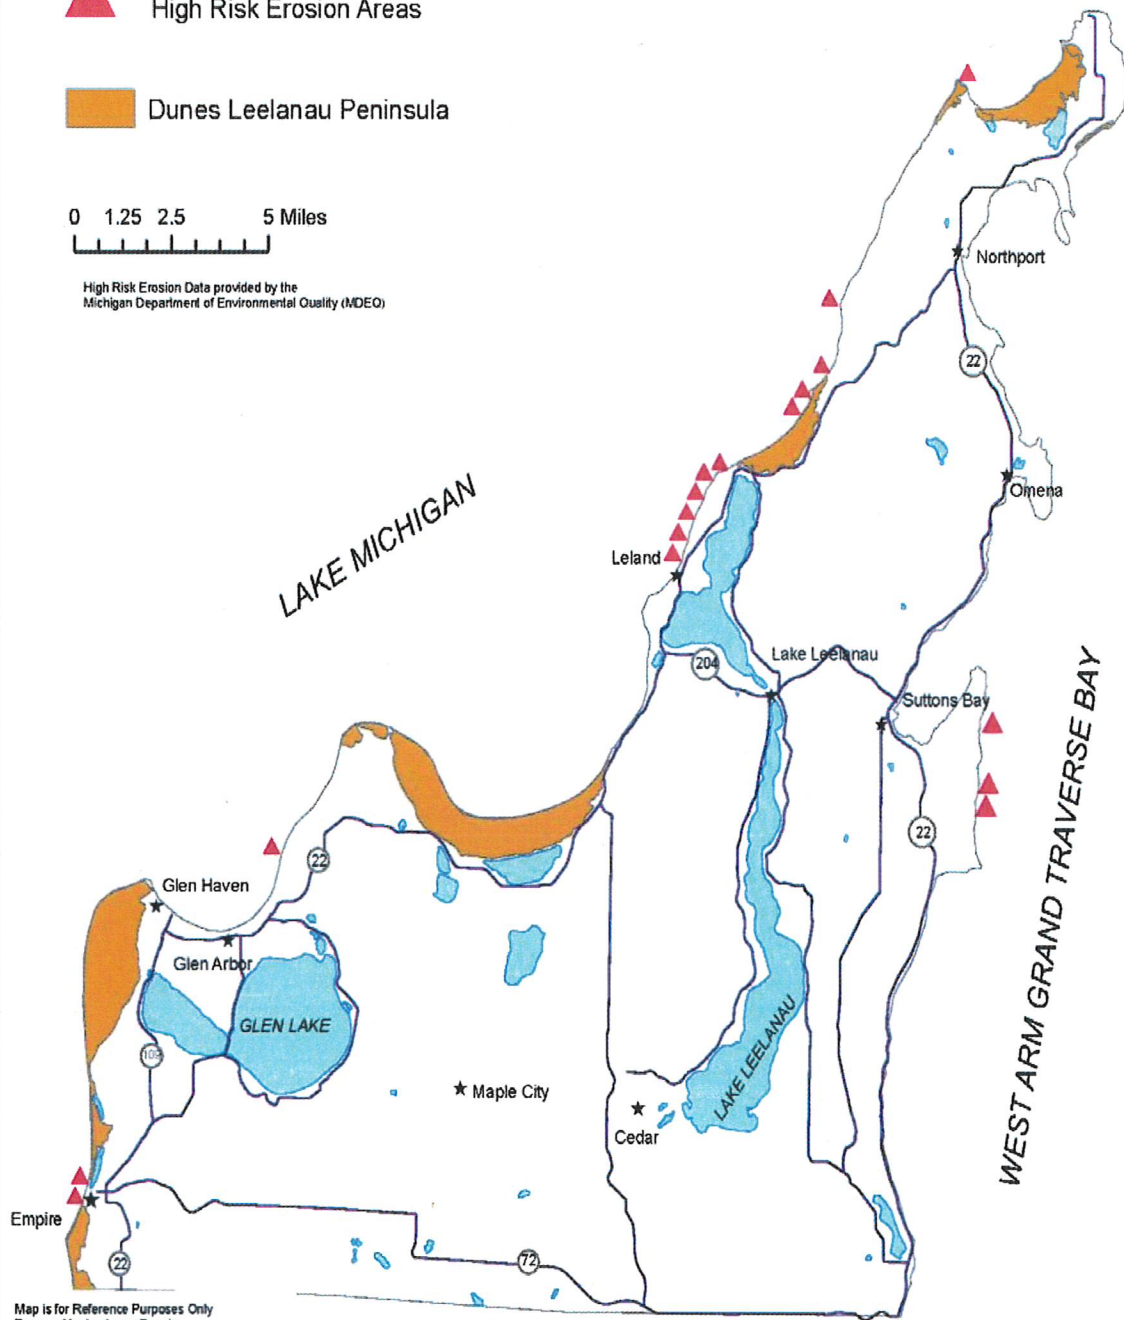 High Risk Erosion Areas
Dunes Leelanau Peninsula
0 1.25 2.5 5 Miles
High Risk Erosion Data provided by the
Michigan Department of Environmental Quality (MDEQ)
Northport
22
LAKE MICHIGAN
Omena
Leland
204
Lake Leelanau
Suttons Bay
WEST ARM GRAND TRAVERSE BAY
22
22
Glen Haven
Glen Arbor
GLEN LAKE
109
LAKE LEELANAU
Maple City
Cedar
Empire
22
72
Map is for Reference Purposes Only